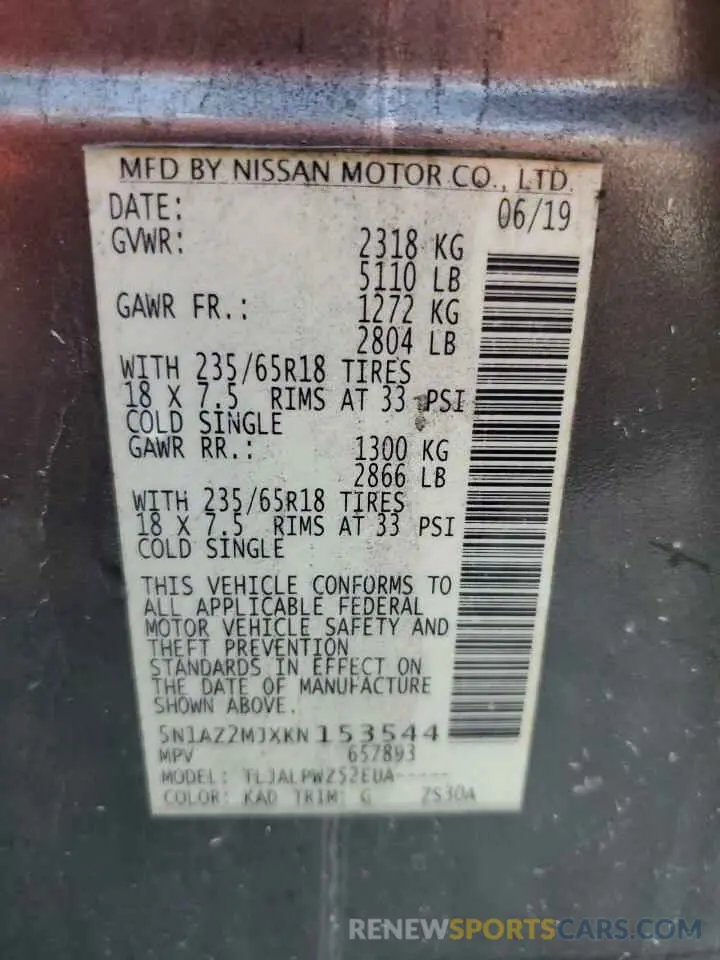 MFD BY NISSAN MOTOR CO., LTD.
DATE: 06/19
GVWR: 2318 KG
5110 LB
GAWR FR.: 1272 KG
2804 LB
WITH 235/65R18 TIRES
18 X 7.5 RIMS AT 33 PSI
COLD SINGLE
GAWR RR.: 1300 KG
2866 LB
WITH 235/65R18 TIRES
18 X 7.5 RIMS AT 33 PSI
COLD SINGLE
THIS VEHICLE CONFORMS TO
ALL APPLICABLE FEDERAL
MOTOR VEHICLE SAFETY AND
THEFT PREVENTION
STANDARDS IN EFFECT ON
THE DATE OF MANUFACTURE
SHOWN ABOVE.
5N1AZ2MJXKN153544
MPV 657893
MODEL: TLJALPWZ52EUA-----
COLOR: KAD TRIM: G ZS30A
RENEWSPORTSCARS.COM